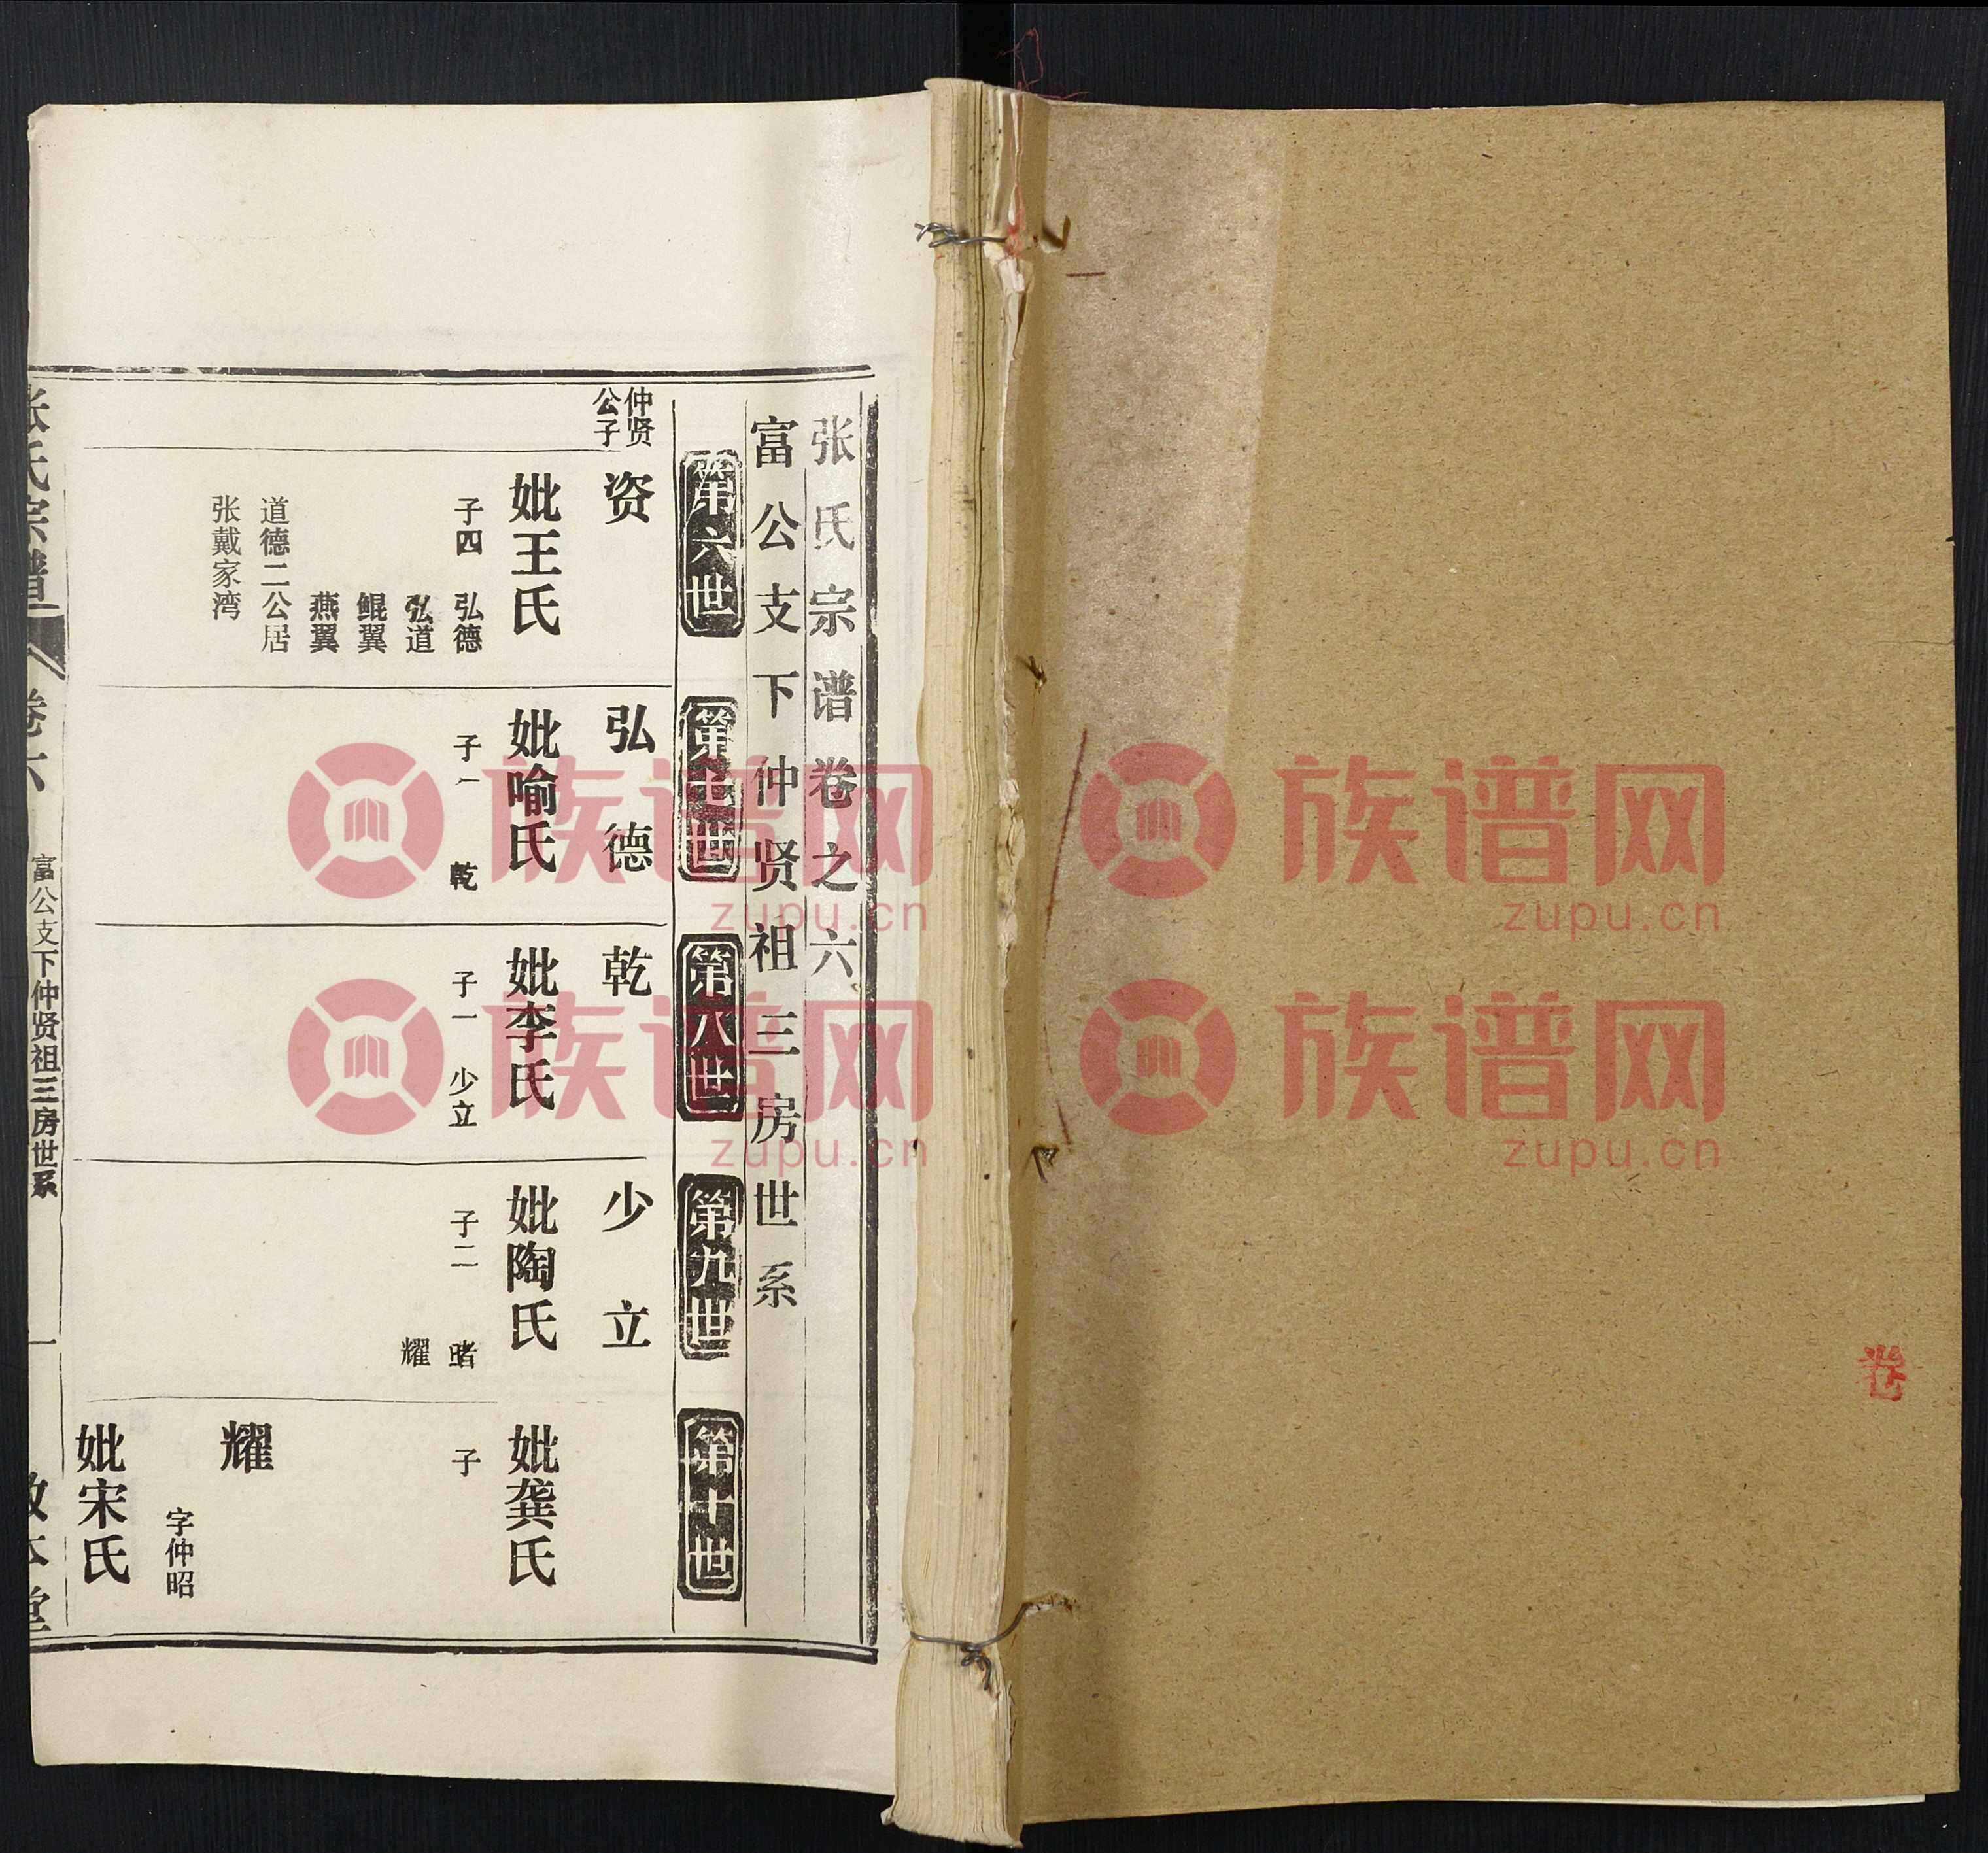 张氏宗谱卷之六
富公支下仲贤祖三房世系
第六世
第七世
第八世
第九世
第十世
仲贤
公子
资
妣王氏
子四 弘德
弘道
鲲翼
燕翼
道德二公居
张戴家湾
弘德
妣喻氏
子一 乾
乾
妣李氏
子一 少立
少立
妣陶氏
子二 暏
耀
妣龚氏
子
耀
字仲昭
妣宋氏
张氏宗谱
卷六
富公支下仲贤祖三房世系
一
敦本堂
卷
族谱网
zupu.cn
族谱网
zupu.cn
族谱网
zupu.cn
族谱网
zupu.cn